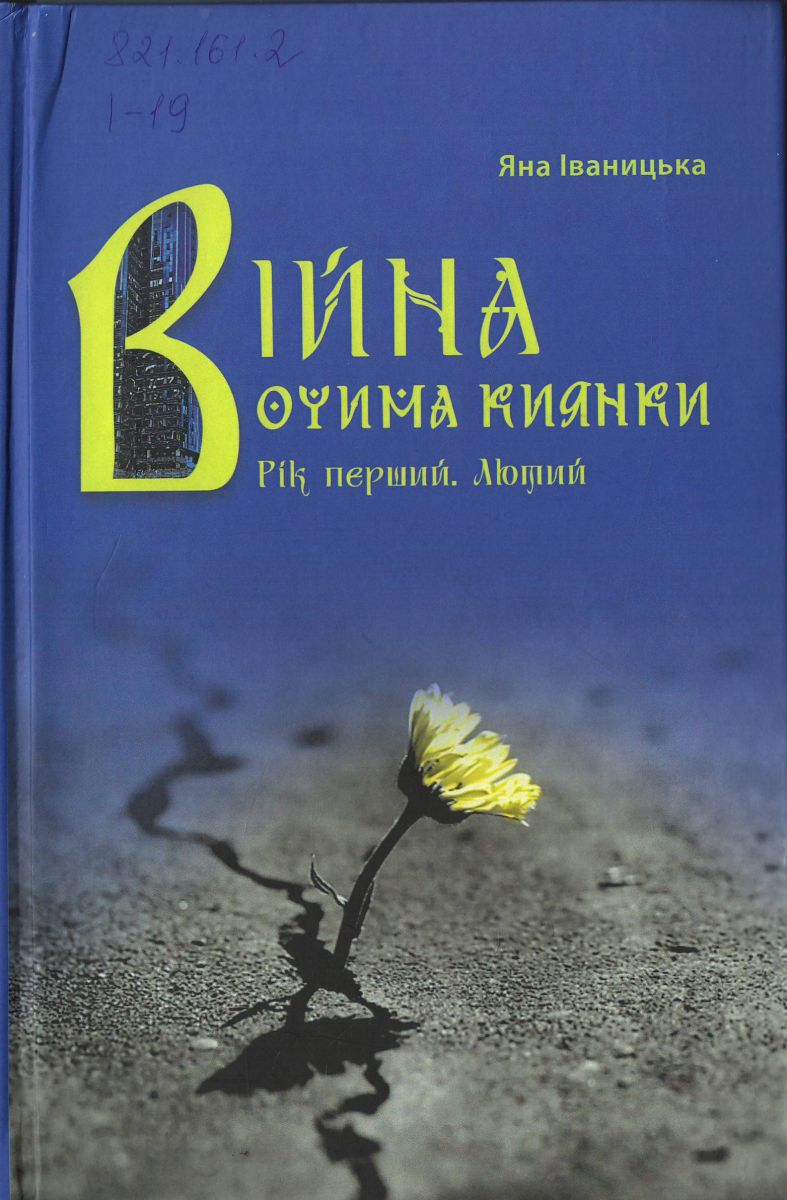 821.161.2
І-19
Яна Іваницька
ВІЙНА
ОЧИМА КИЯНКИ
Рік перший. Лютий